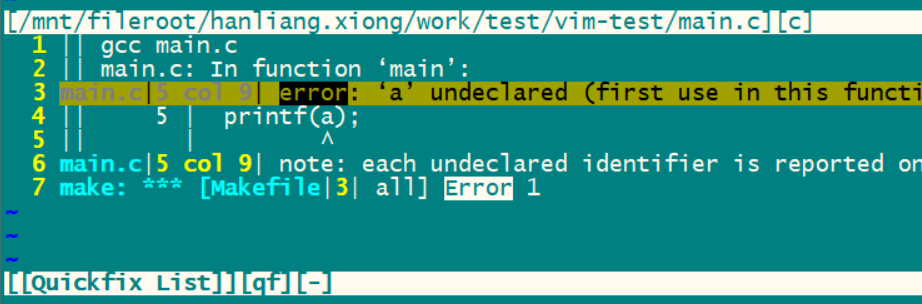 [/mnt/fileroot/hanliang.xiong/work/test/vim-test/main.c][c]
1 || gcc main.c
2 || main.c: In function ‘main’:
3 main.c|5 col 9| error: ‘a’ undeclared (first use in this functi
4 ||      5 |  printf(a);
5 ||        |         ^
6 main.c|5 col 9| note: each undeclared identifier is reported on
7 make: *** [Makefile|3| all] Error 1
~
~
~
[[Quickfix List]][qf][-]